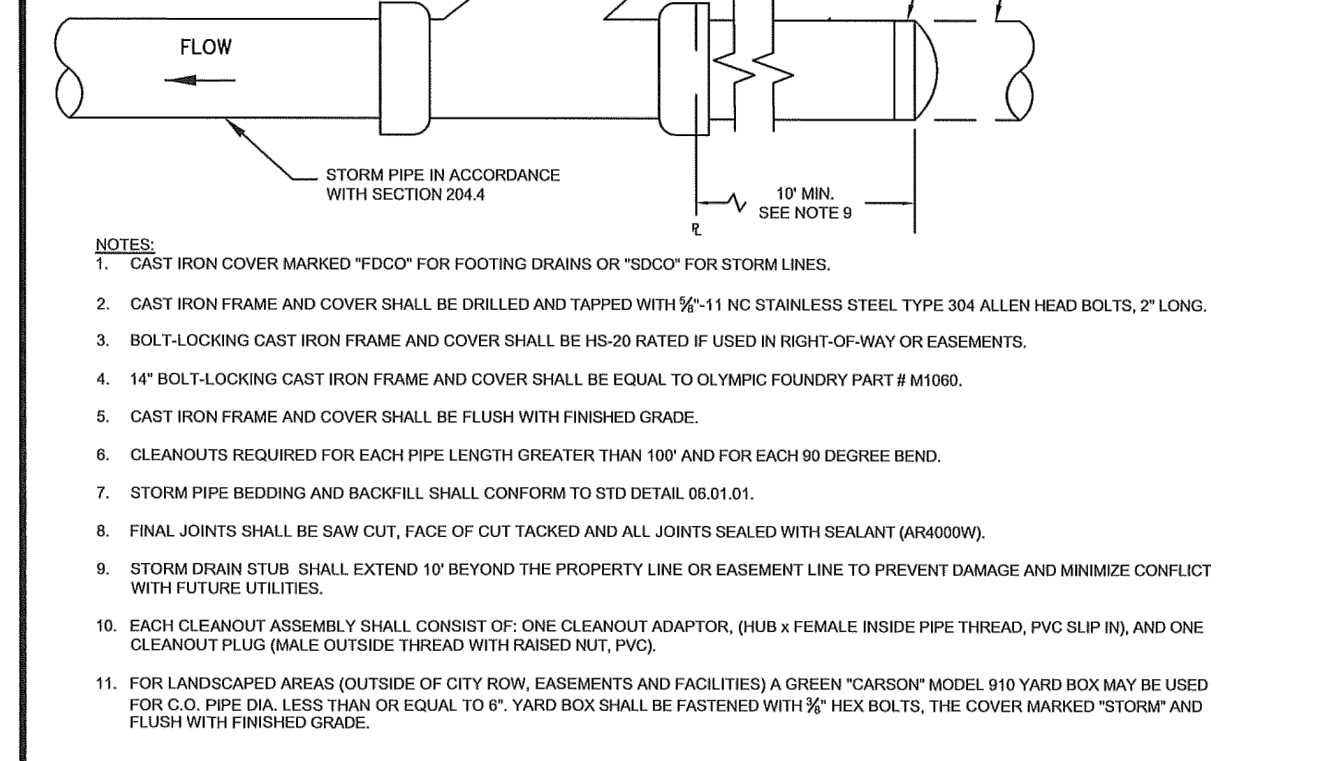 FLOW
STORM PIPE IN ACCORDANCE
WITH SECTION 204.4
10' MIN.
SEE NOTE 9
℄
NOTES:
1. CAST IRON COVER MARKED "FDCO" FOR FOOTING DRAINS OR "SDCO" FOR STORM LINES.
2. CAST IRON FRAME AND COVER SHALL BE DRILLED AND TAPPED WITH ⅝"-11 NC STAINLESS STEEL TYPE 304 ALLEN HEAD BOLTS, 2" LONG.
3. BOLT-LOCKING CAST IRON FRAME AND COVER SHALL BE HS-20 RATED IF USED IN RIGHT-OF-WAY OR EASEMENTS.
4. 14" BOLT-LOCKING CAST IRON FRAME AND COVER SHALL BE EQUAL TO OLYMPIC FOUNDRY PART # M1060.
5. CAST IRON FRAME AND COVER SHALL BE FLUSH WITH FINISHED GRADE.
6. CLEANOUTS REQUIRED FOR EACH PIPE LENGTH GREATER THAN 100' AND FOR EACH 90 DEGREE BEND.
7. STORM PIPE BEDDING AND BACKFILL SHALL CONFORM TO STD DETAIL 06.01.01.
8. FINAL JOINTS SHALL BE SAW CUT, FACE OF CUT TACKED AND ALL JOINTS SEALED WITH SEALANT (AR4000W).
9. STORM DRAIN STUB SHALL EXTEND 10' BEYOND THE PROPERTY LINE OR EASEMENT LINE TO PREVENT DAMAGE AND MINIMIZE CONFLICT
WITH FUTURE UTILITIES.
10. EACH CLEANOUT ASSEMBLY SHALL CONSIST OF: ONE CLEANOUT ADAPTOR, (HUB x FEMALE INSIDE PIPE THREAD, PVC SLIP IN), AND ONE
CLEANOUT PLUG (MALE OUTSIDE THREAD WITH RAISED NUT, PVC).
11. FOR LANDSCAPED AREAS (OUTSIDE OF CITY ROW, EASEMENTS AND FACILITIES) A GREEN "CARSON" MODEL 910 YARD BOX MAY BE USED
FOR C.O. PIPE DIA. LESS THAN OR EQUAL TO 6". YARD BOX SHALL BE FASTENED WITH ⅜" HEX BOLTS, THE COVER MARKED "STORM" AND
FLUSH WITH FINISHED GRADE.